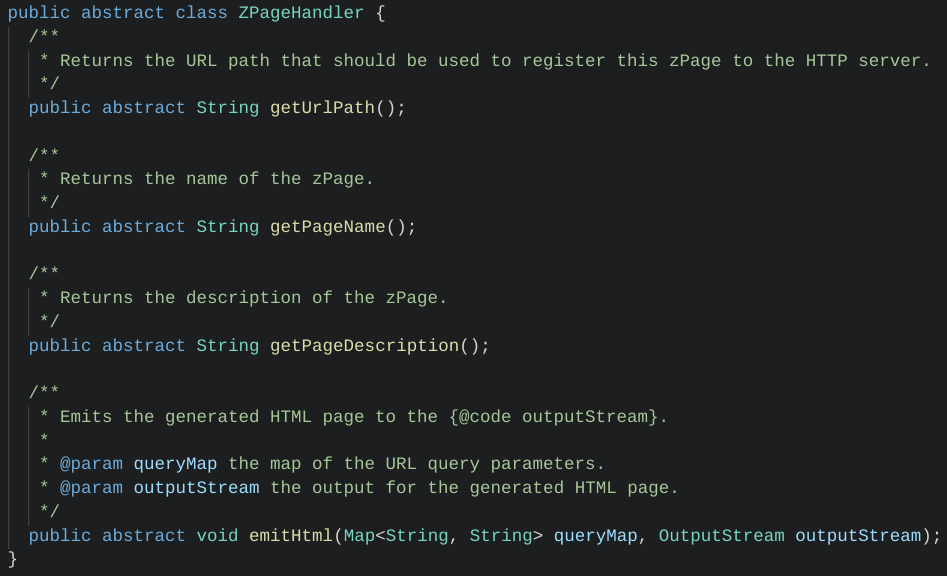 public abstract class ZPageHandler {
  /**
   * Returns the URL path that should be used to register this zPage to the HTTP server.
   */
  public abstract String getUrlPath();

  /**
   * Returns the name of the zPage.
   */
  public abstract String getPageName();

  /**
   * Returns the description of the zPage.
   */
  public abstract String getPageDescription();

  /**
   * Emits the generated HTML page to the {@code outputStream}.
   *
   * @param queryMap the map of the URL query parameters.
   * @param outputStream the output for the generated HTML page.
   */
  public abstract void emitHtml(Map<String, String> queryMap, OutputStream outputStream);
}